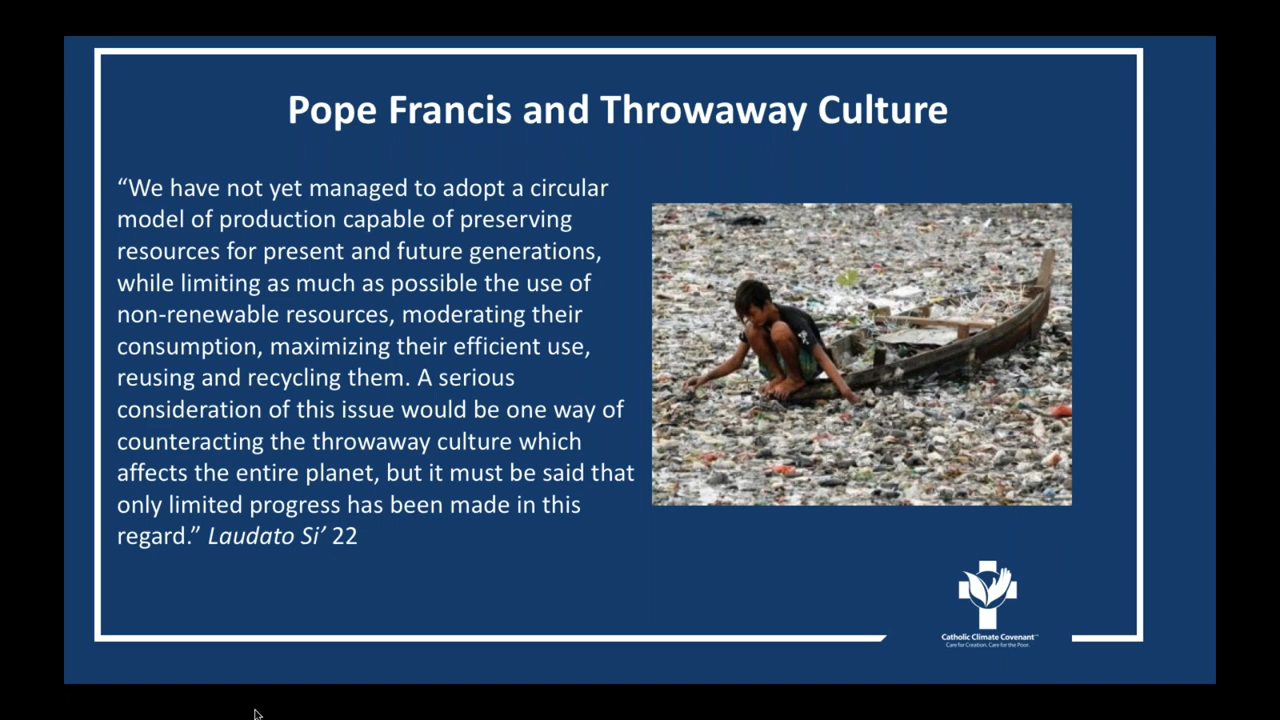 Pope Francis and Throwaway Culture
“We have not yet managed to adopt a circular
model of production capable of preserving
resources for present and future generations,
while limiting as much as possible the use of
non-renewable resources, moderating their
consumption, maximizing their efficient use,
reusing and recycling them. A serious
consideration of this issue would be one way of
counteracting the throwaway culture which
affects the entire planet, but it must be said that
only limited progress has been made in this
regard.” Laudato Si’ 22
Catholic Climate Covenant
Care for Creation. Care for the Poor.